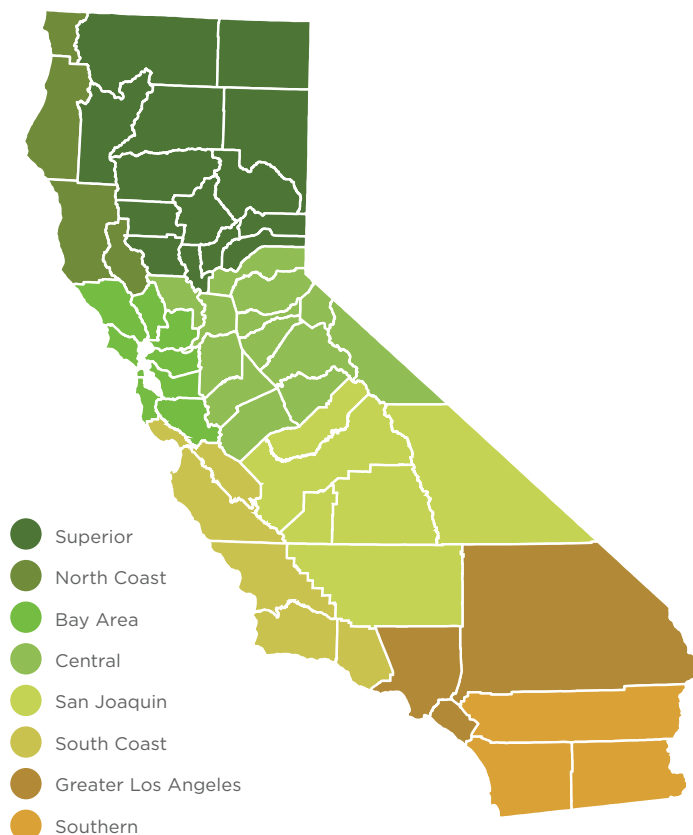 Superior
North Coast
Bay Area
Central
San Joaquin
South Coast
Greater Los Angeles
Southern